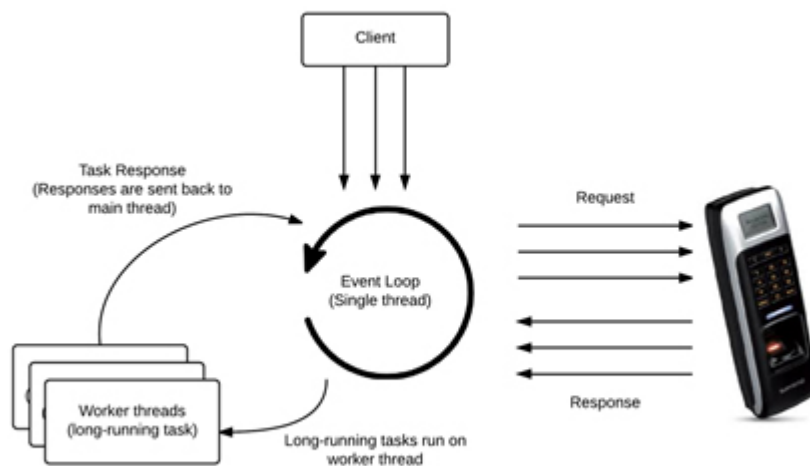 Client
Task Response
(Responses are sent back to
main thread)
Request
Event Loop
(Single thread)
Worker threads
(long-running task)
Response
Long-running tasks run on
worker thread